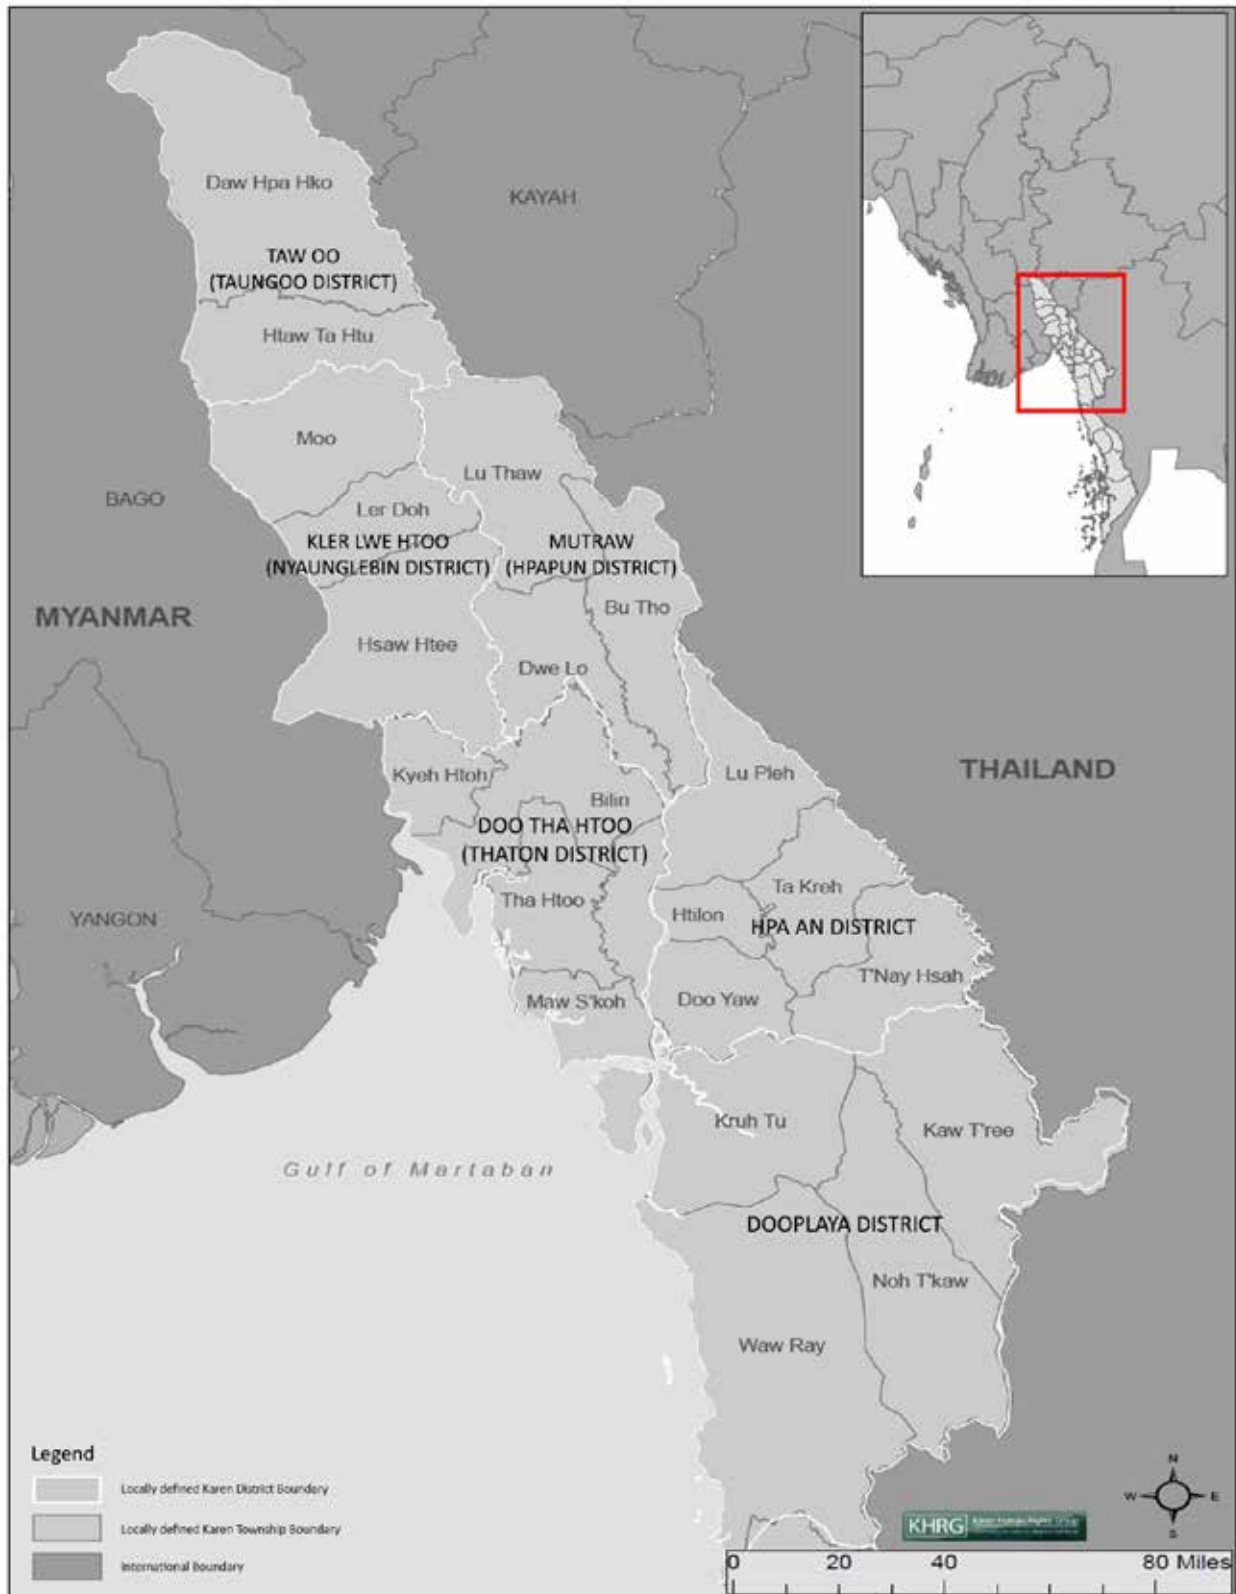 Daw Hpa Hko
KAYAH
TAW OO
(TAUNGOO DISTRICT)
Htaw Ta Htu
Moo
Lu Thaw
BAGO
Ler Doh
KLER LWE HTOO
(NYAUNGLEBIN DISTRICT)
MUTRAW
(HPAPUN DISTRICT)
Bu Tho
MYANMAR
Hsaw Htee
Dwe Lo
Kyeh Htoh
Lu Pleh
THAILAND
Bilin
DOO THA HTOO
(THATON DISTRICT)
Ta Kreh
Tha Htoo
Htilon
YANGON
HPA AN DISTRICT
T'Nay Hsah
Maw S'koh
Doo Yaw
Kruh Tu
Kaw T'ree
Gulf of Martaban
DOOPLAYA DISTRICT
Noh T'kaw
Waw Ray
Legend
Locally defined Karen District Boundary
Locally defined Karen Township Boundary
International Boundary
N
W E
S
KHRG Karen Human Rights Group
0 20 40 80 Miles